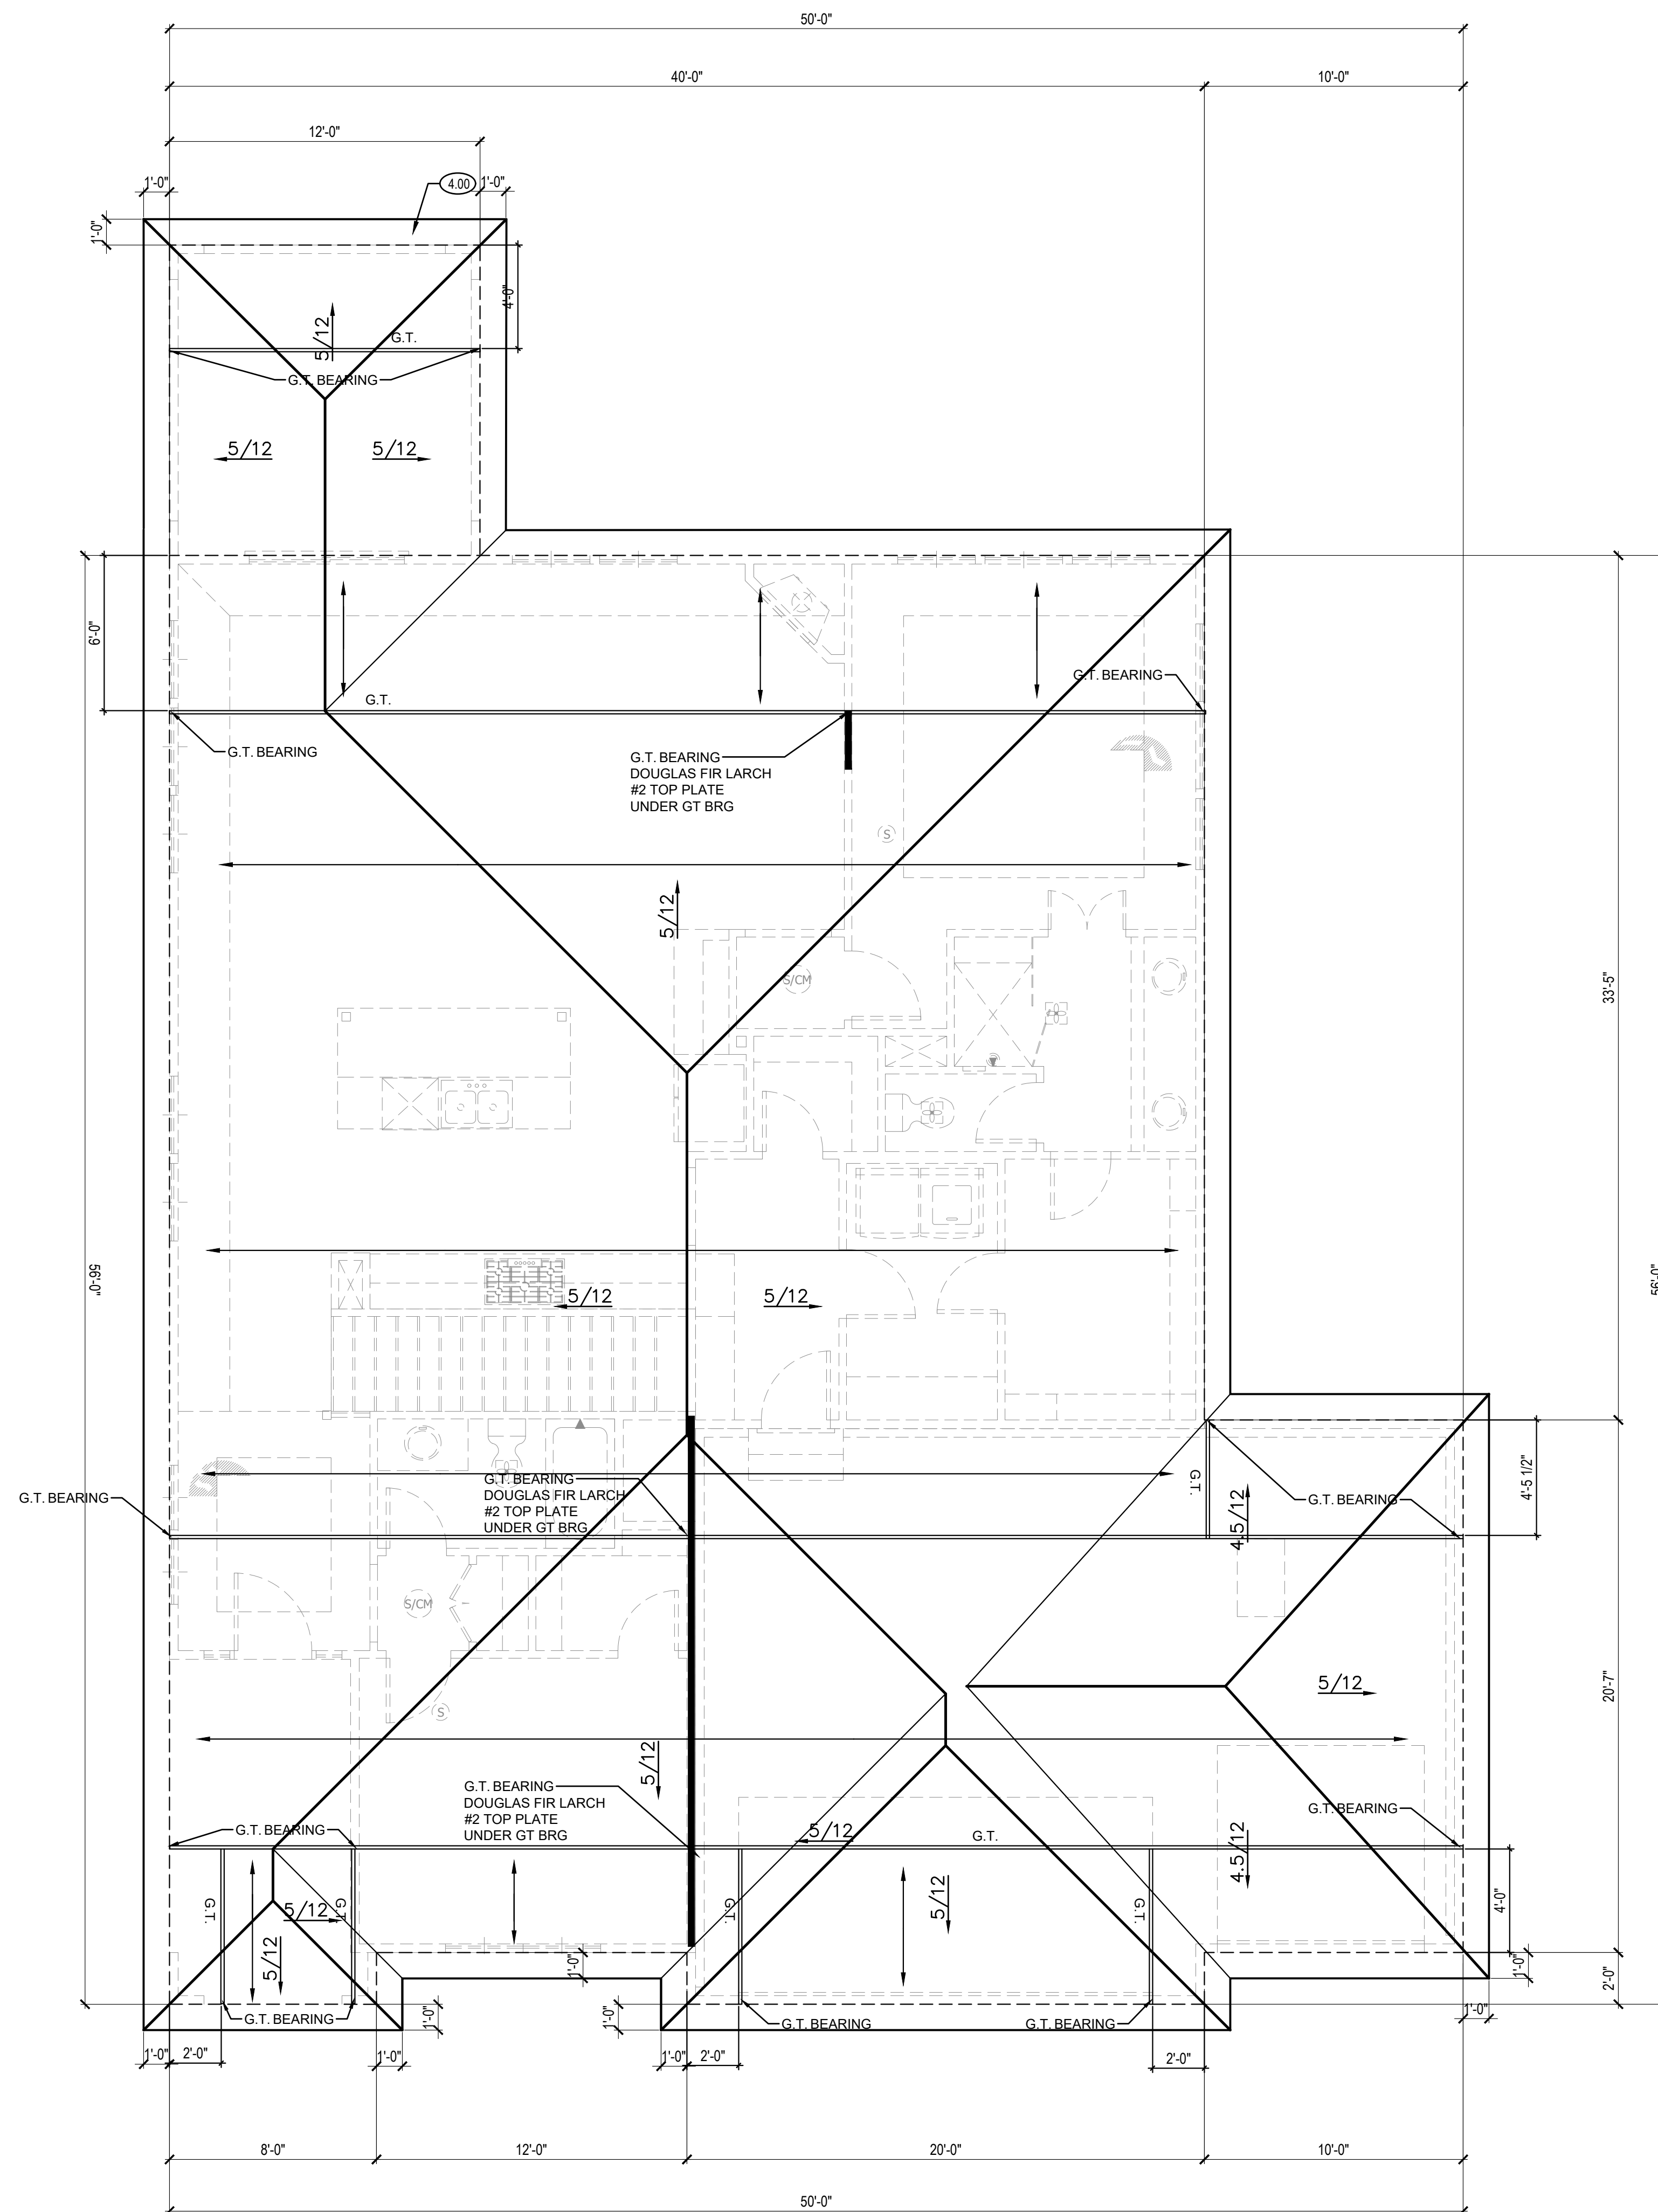 50'-0"
40'-0"
10'-0"
12'-0"
1'-0"
4.00
1'-0"
1'-0"
4'-0"
5/12
G.T.
G.T. BEARING
5/12
5/12
6'-0"
G.T. BEARING
G.T.
G.T. BEARING
G.T. BEARING
DOUGLAS FIR LARCH
#2 TOP PLATE
UNDER GT BRG
S
5/12
S/CM
33'-5"
56'-0"
56'-0"
5/12
5/12
G.T. BEARING
G.T. BEARING
DOUGLAS FIR LARCH
#2 TOP PLATE
UNDER GT BRG
G.T.
4.5/12
G.T. BEARING
4'-5 1/2"
S/CM
S
5/12
20'-7"
5/12
G.T. BEARING
DOUGLAS FIR LARCH
#2 TOP PLATE
UNDER GT BRG
G.T. BEARING
5/12
G.T.
4.5/12
G.T. BEARING
G.T.
5/12
G.T.
5/12
G.T.
5/12
G.T.
4'-0"
1'-0"
1'-0"
2'-0"
G.T. BEARING
1'-0"
1'-0"
G.T. BEARING
G.T. BEARING
1'-0"
1'-0"
2'-0"
1'-0"
1'-0"
2'-0"
2'-0"
8'-0"
12'-0"
20'-0"
10'-0"
50'-0"